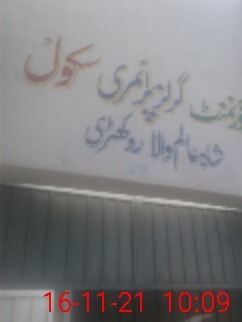 گرلز پرائمری سکول
شاہ عالم والا روکھڑی
16-11-21 10:09